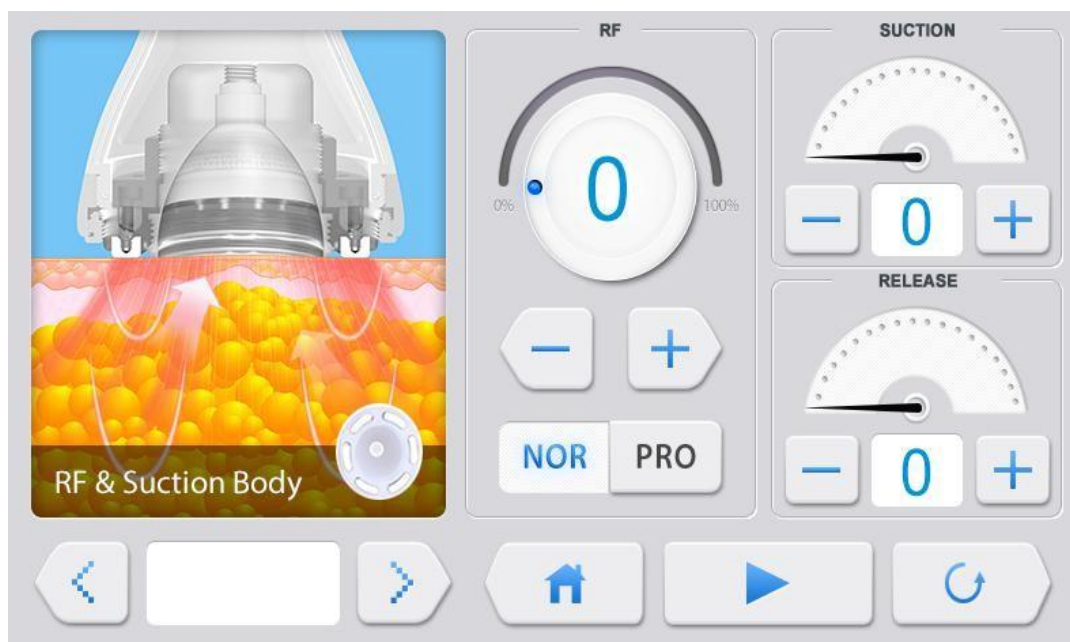 RF & Suction Body
RF
0
0%
100%
−
+
NOR
PRO
SUCTION
−
0
+
RELEASE
−
0
+